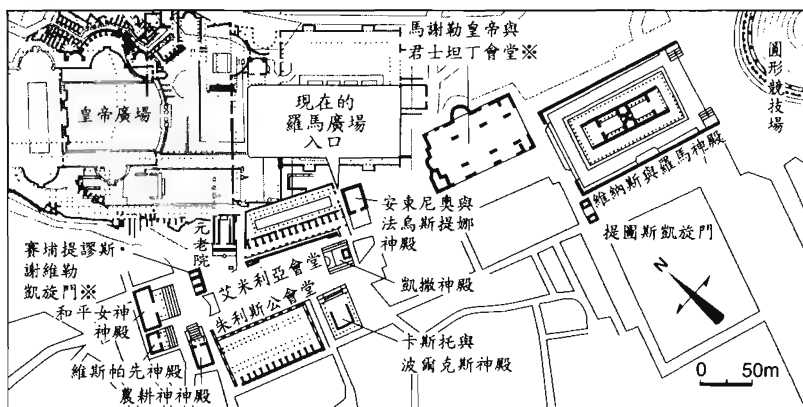 馬謝勒皇帝與
君士坦丁會堂※
圓形競技場
皇帝廣場
現在的
羅馬廣場
入口
維納斯與羅馬神殿
安東尼奧與
法烏斯提娜
神殿
元老院
提圖斯凱旋門
賽埔提謬斯
謝維勒
凱旋門※
艾米利亞會堂
凱撒神殿
和平女神
神殿
朱利斯公會堂
卡斯托與
波爾克斯神殿
維斯帕先神殿
農耕神神殿
N
0 50m